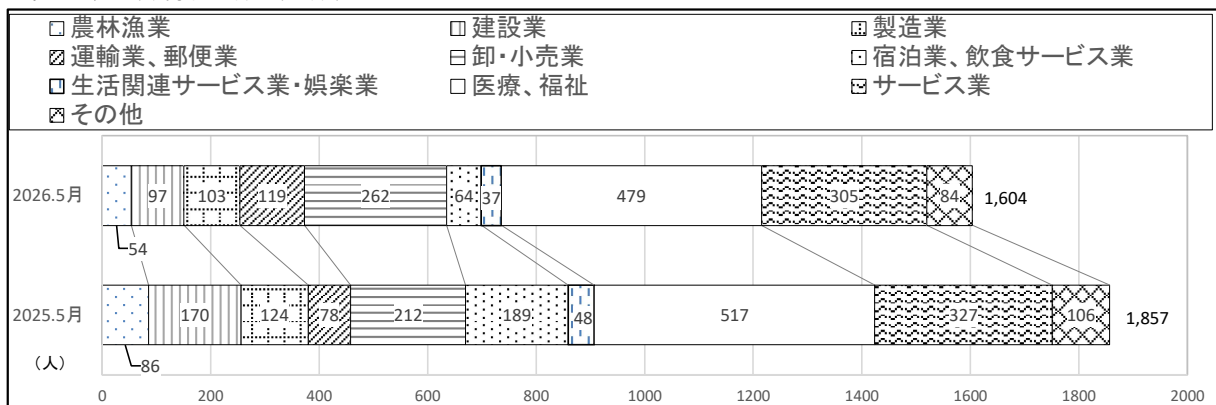 農林漁業 建設業 製造業
運輸業、郵便業 卸・小売業 宿泊業、飲食サービス業
生活関連サービス業・娯楽業 医療、福祉 サービス業
その他
2026.5月 97 103 119 262 64 37 479 305 84 1,604
54
2025.5月 170 124 78 212 189 48 517 327 106 1,857
(人) 86
0 200 400 600 800 1000 1200 1400 1600 1800 2000